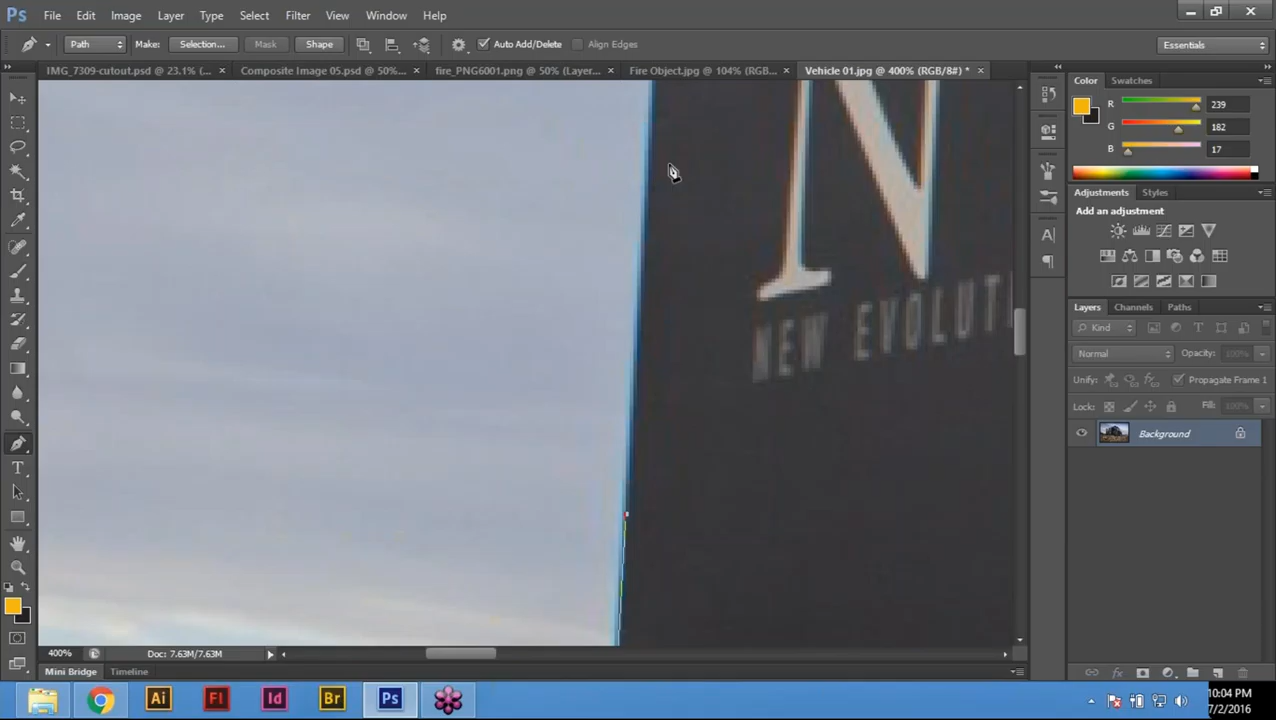 Ps File Edit Image Layer Type Select Filter View Window Help
Path Make: Selection... Mask Shape Auto Add/Delete Align Edges Essentials
IMG_7309-cutout.psd @ 23.1% (... × Composite Image 05.psd @ 50%... × fire_PNG6001.png @ 50% (Layer... × Fire Object.jpg @ 104% (RGB... × Vehicle 01.jpg @ 400% (RGB/8#) * ×
Color Swatches
R 239
G 182
B 17
Adjustments Styles
Add an adjustment
N
NEW EVOLUT
Layers Channels Paths
Kind
Normal Opacity: 100%
Unify: Propagate Frame 1
Lock: Fill: 100%
Background
400% Doc: 7.63M/7.63M
Mini Bridge Timeline
Ai Fl Id Br Ps
10:04 PM
7/2/2016